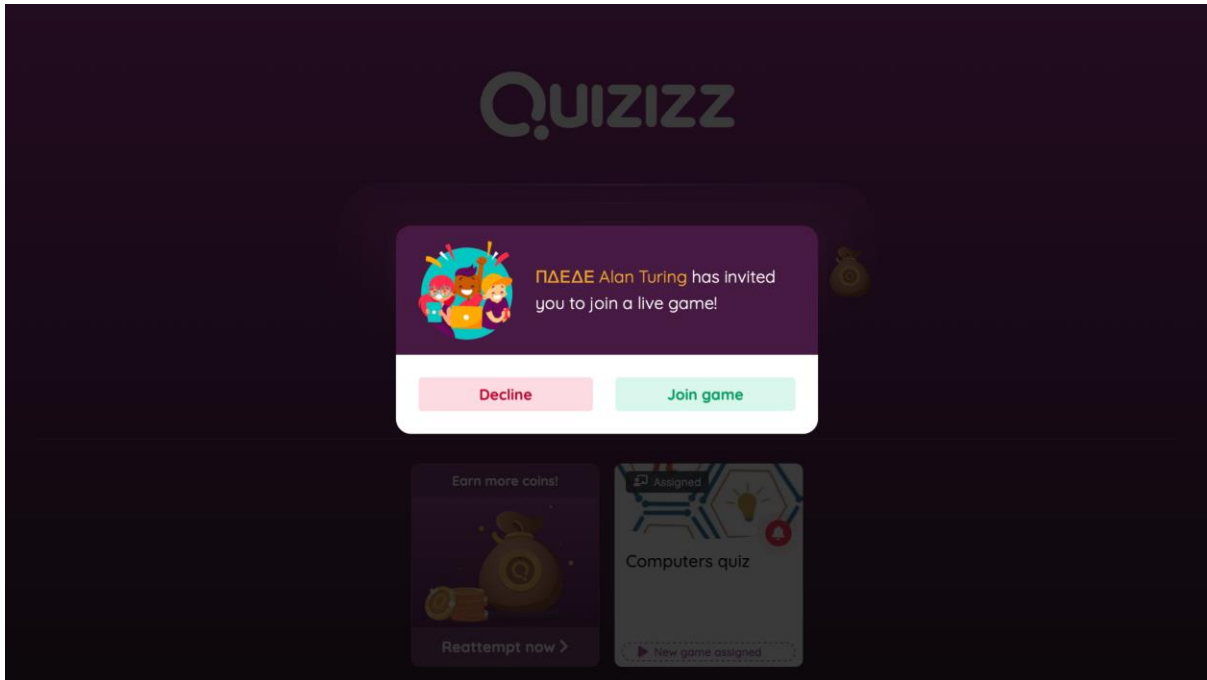 QUIZIZZ
ΠΔΕΔΕ Alan Turing has invited
you to join a live game!
Decline
Join game
Earn more coins!
Reattempt now >
Assigned
Computers quiz
New game assigned